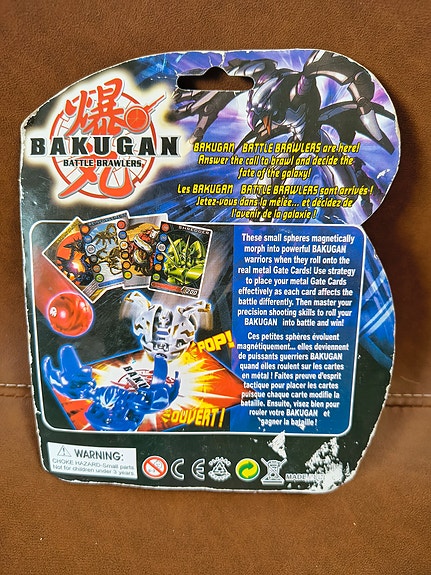 爆
BAKUGAN
BATTLE BRAWLERS
丸
BAKUGAN BATTLE BRAWLERS are here!
Answer the call to brawl and decide the
fate of the galaxy!
Les BAKUGAN BATTLE BRAWLERS sont arrivés !
Jetez-vous dans la mêlée... et décidez de
l'avenir de la galaxie !
These small spheres magnetically
morph into powerful BAKUGAN
warriors when they roll onto the
real metal Gate Cards! Use strategy
to place your metal Gate Cards
effectively as each card affects the
battle differently. Then master your
precision shooting skills to roll your
BAKUGAN into battle and win!
Ces petites sphères évoluent
magnétiquement... elles deviennent
de puissants guerriers BAKUGAN
quand elles roulent sur les cartes
en métal ! Faites preuve d'esprit
tactique pour placer les cartes
puisque chaque carte modifie la
bataille. Ensuite, visez bien pour
rouler votre BAKUGAN et
gagner la bataille !
POP!
OUVERT !
WARNING:
CHOKE HAZARD-Small parts
Not for children under 3 years.
0-3
CE
MADE